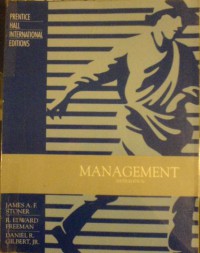 PRENTICE
HALL
INTERNATIONAL
EDITIONS
MANAGEMENT
JAMES A. F.
STONER
R. EDWARD
FREEMAN
DANIEL R.
GILBERT, JR.